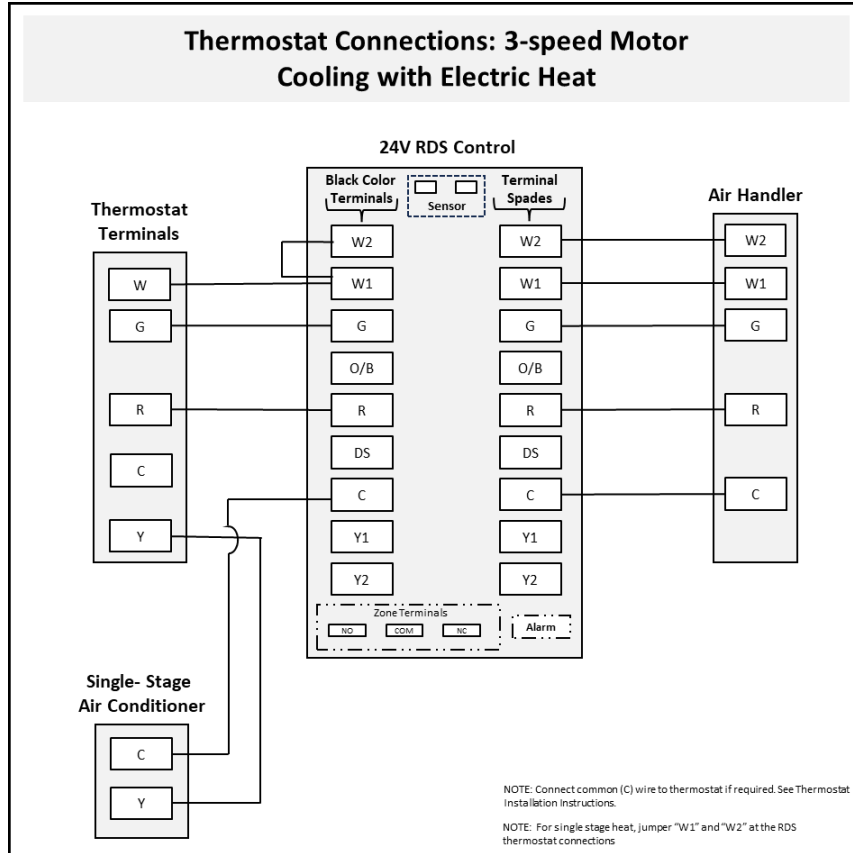 Thermostat Connections: 3-speed Motor
Cooling with Electric Heat
24V RDS Control
Black Color
Terminals
Sensor
Terminal
Spades
Thermostat
Terminals
Air Handler
W
G
R
C
Y
W2
W1
G
O/B
R
DS
C
Y1
Y2
W2
W1
G
O/B
R
DS
C
Y1
Y2
W2
W1
G
R
C
Zone Terminals
NO
COM
NC
Alarm
Single- Stage
Air Conditioner
C
Y
NOTE: Connect common (C) wire to thermostat if required. See Thermostat
Installation Instructions.
NOTE: For single stage heat, jumper "W1" and "W2" at the RDS
thermostat connections